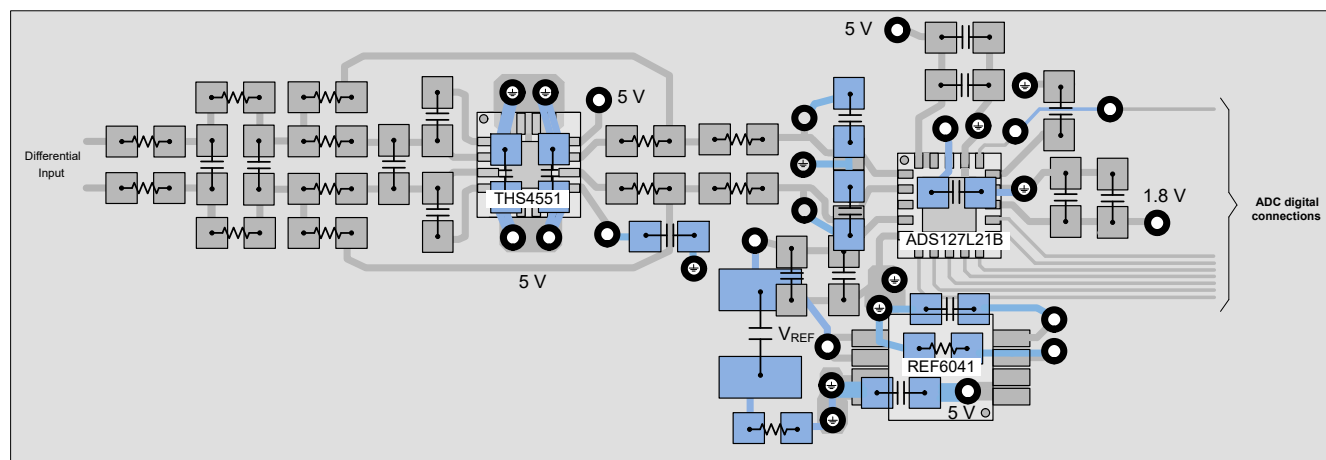 5 V
5 V
Differential
Input
THS4551
1.8 V
ADC digital
connections
ADS127L21B
5 V
VREF
REF6041
5 V